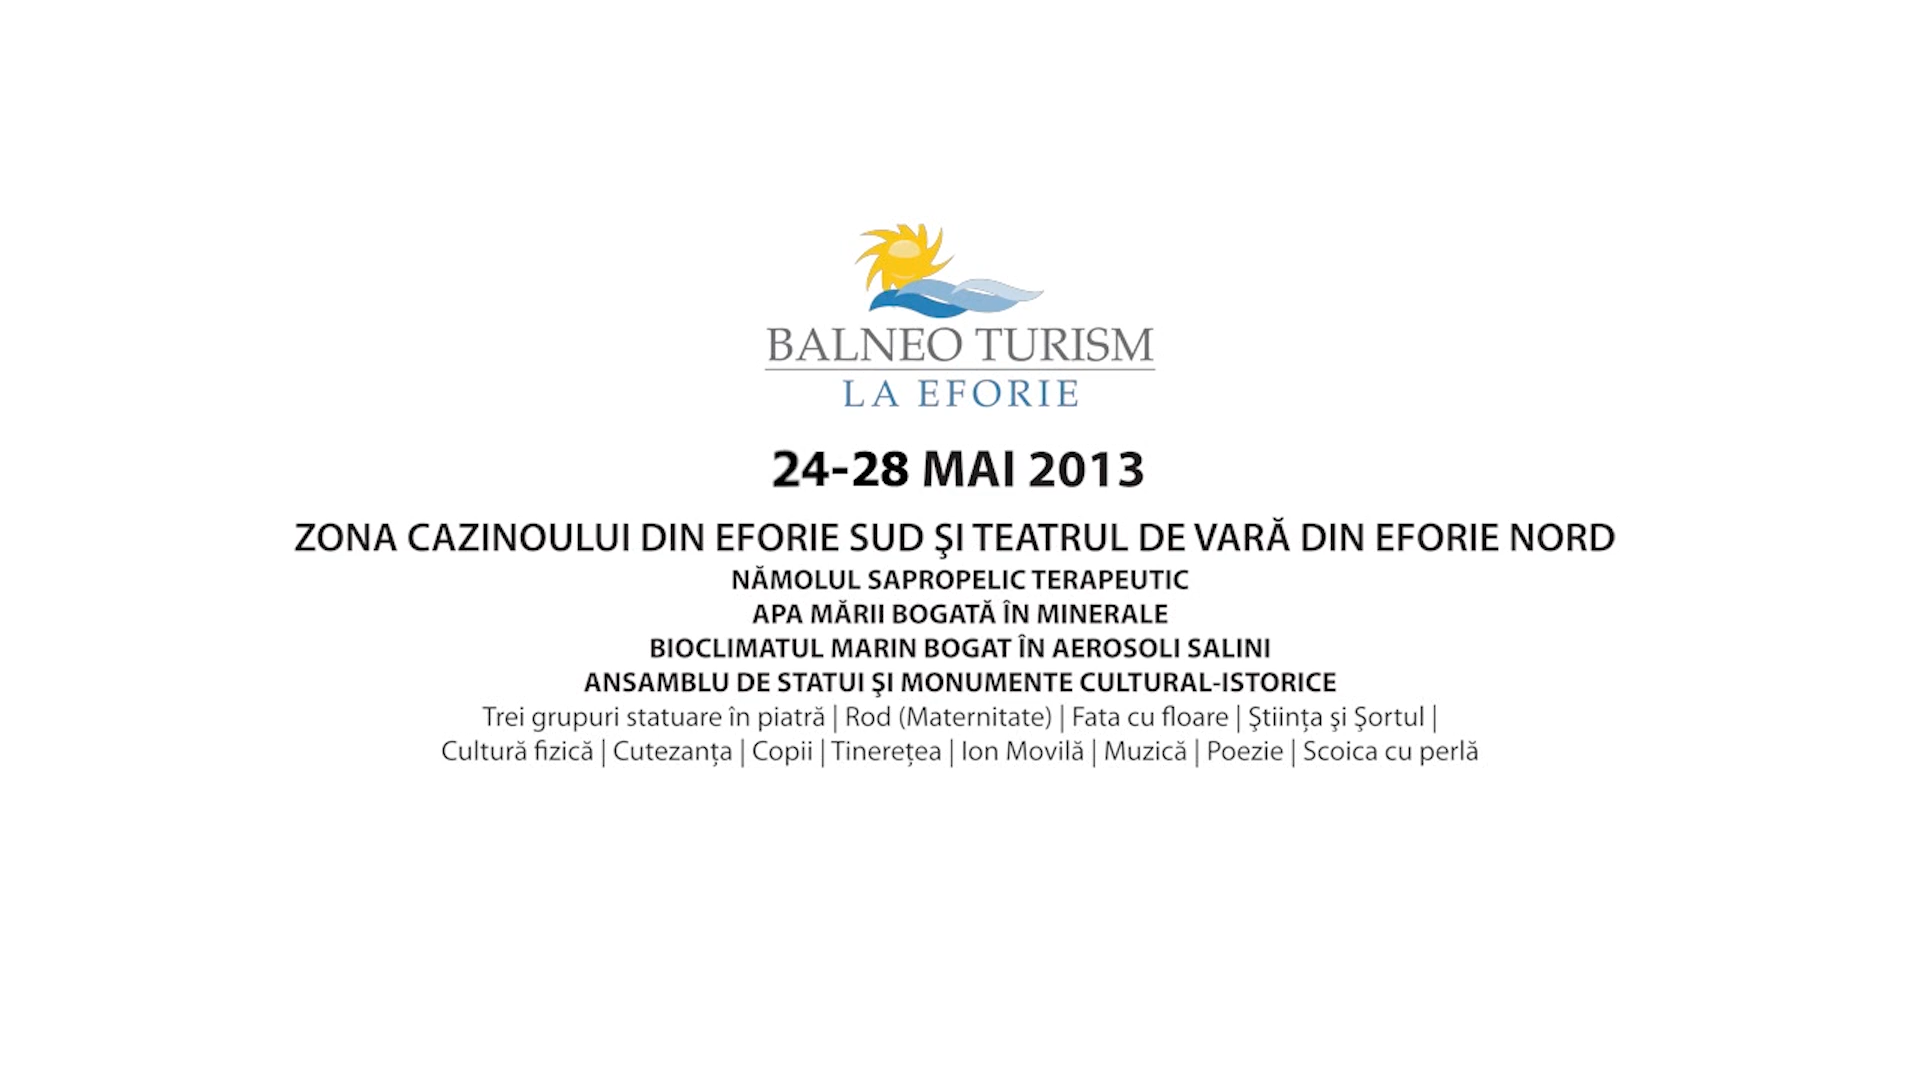 BALNEO TURISM
LA EFORIE
24-28 MAI 2013
ZONA CAZINOULUI DIN EFORIE SUD ŞI TEATRUL DE VARĂ DIN EFORIE NORD
NĂMOLUL SAPROPELIC TERAPEUTIC
APA MĂRII BOGATĂ ÎN MINERALE
BIOCLIMATUL MARIN BOGAT ÎN AEROSOLI SALINI
ANSAMBLU DE STATUI ŞI MONUMENTE CULTURAL-ISTORICE
Trei grupuri statuare în piatră | Rod (Maternitate) | Fata cu floare | Ştiinţa şi Şortul |
Cultură fizică | Cutezanţa | Copii | Tinereţea | Ion Movilă | Muzică | Poezie | Scoica cu perlă